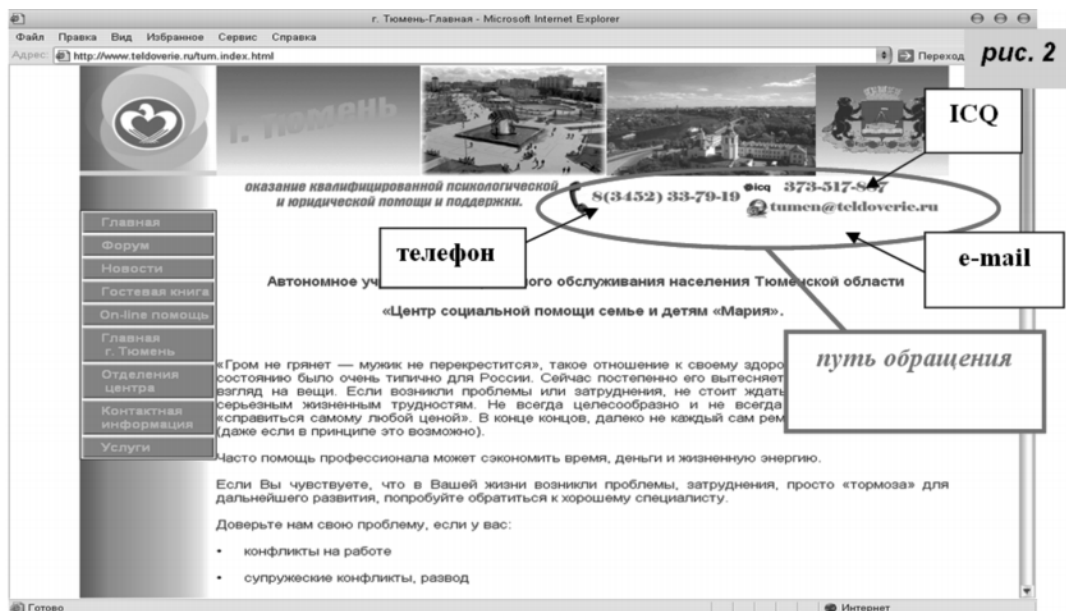 г. Тюмень-Главная - Microsoft Internet Explorer
Файл Правка Вид Избранное Сервис Справка
Адрес: http://www.teldoverie.ru/tum.index.html Переход
рис. 2
г. Тюмень
ICQ
оказание квалифицированной психологической
и юридической помощи и поддержки.
8(3452) 33-79-19
icq 373-517-887
tumen@teldoverie.ru
телефон
e-mail
путь обращения
Главная
Форум
Новости
Гостевая книга
On-line помощь
Главная
г. Тюмень
Отделения
центра
Контактная
информация
Услуги
Автономное ого обслуживания населения Тюменской области
«Центр социальной помощи семье и детям «Мария».
«Гром не грянет — мужик не перекрестится», такое отношение к своему
состоянию было очень типично для России. Сейчас постепенно его вытесняет
взгляд на вещи. Если возникли проблемы или затруднения, не стоит ждать
серьезным жизненным трудностям. Не всегда целесообразно и не всегда
«справиться самому любой ценой». В конце концов, далеко не каждый сам
(даже если в принципе это возможно).
Часто помощь профессионала может сэкономить время, деньги и жизненную энергию.
Если Вы чувствуете, что в Вашей жизни возникли проблемы, затруднения, просто «тормоза» для
дальнейшего развития, попробуйте обратиться к хорошему специалисту.
Доверьте нам свою проблему, если у вас:
• конфликты на работе
• супружеские конфликты, развод
Готово Интернет